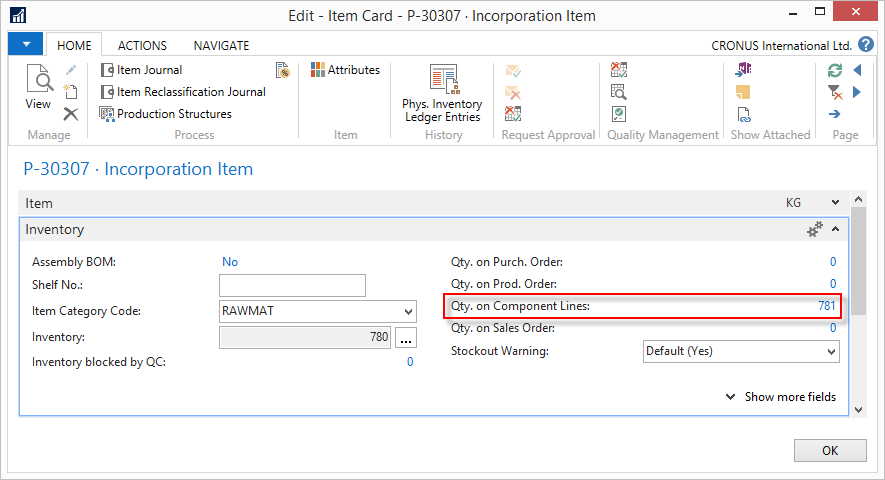 Edit - Item Card - P-30307 · Incorporation Item
HOME ACTIONS NAVIGATE CRONUS International Ltd. ?
View
Item Journal
Item Reclassification Journal
Production Structures
Attributes
Phys. Inventory
Ledger Entries
Manage Process Item History Request Approval Quality Management Show Attached Page
P-30307 · Incorporation Item
Item KG
Inventory
Assembly BOM: No
Shelf No.:
Item Category Code: RAWMAT
Inventory: 780 ...
Inventory blocked by QC: 0
Qty. on Purch. Order: 0
Qty. on Prod. Order: 0
Qty. on Component Lines: 781
Qty. on Sales Order: 0
Stockout Warning: Default (Yes)
Show more fields
OK